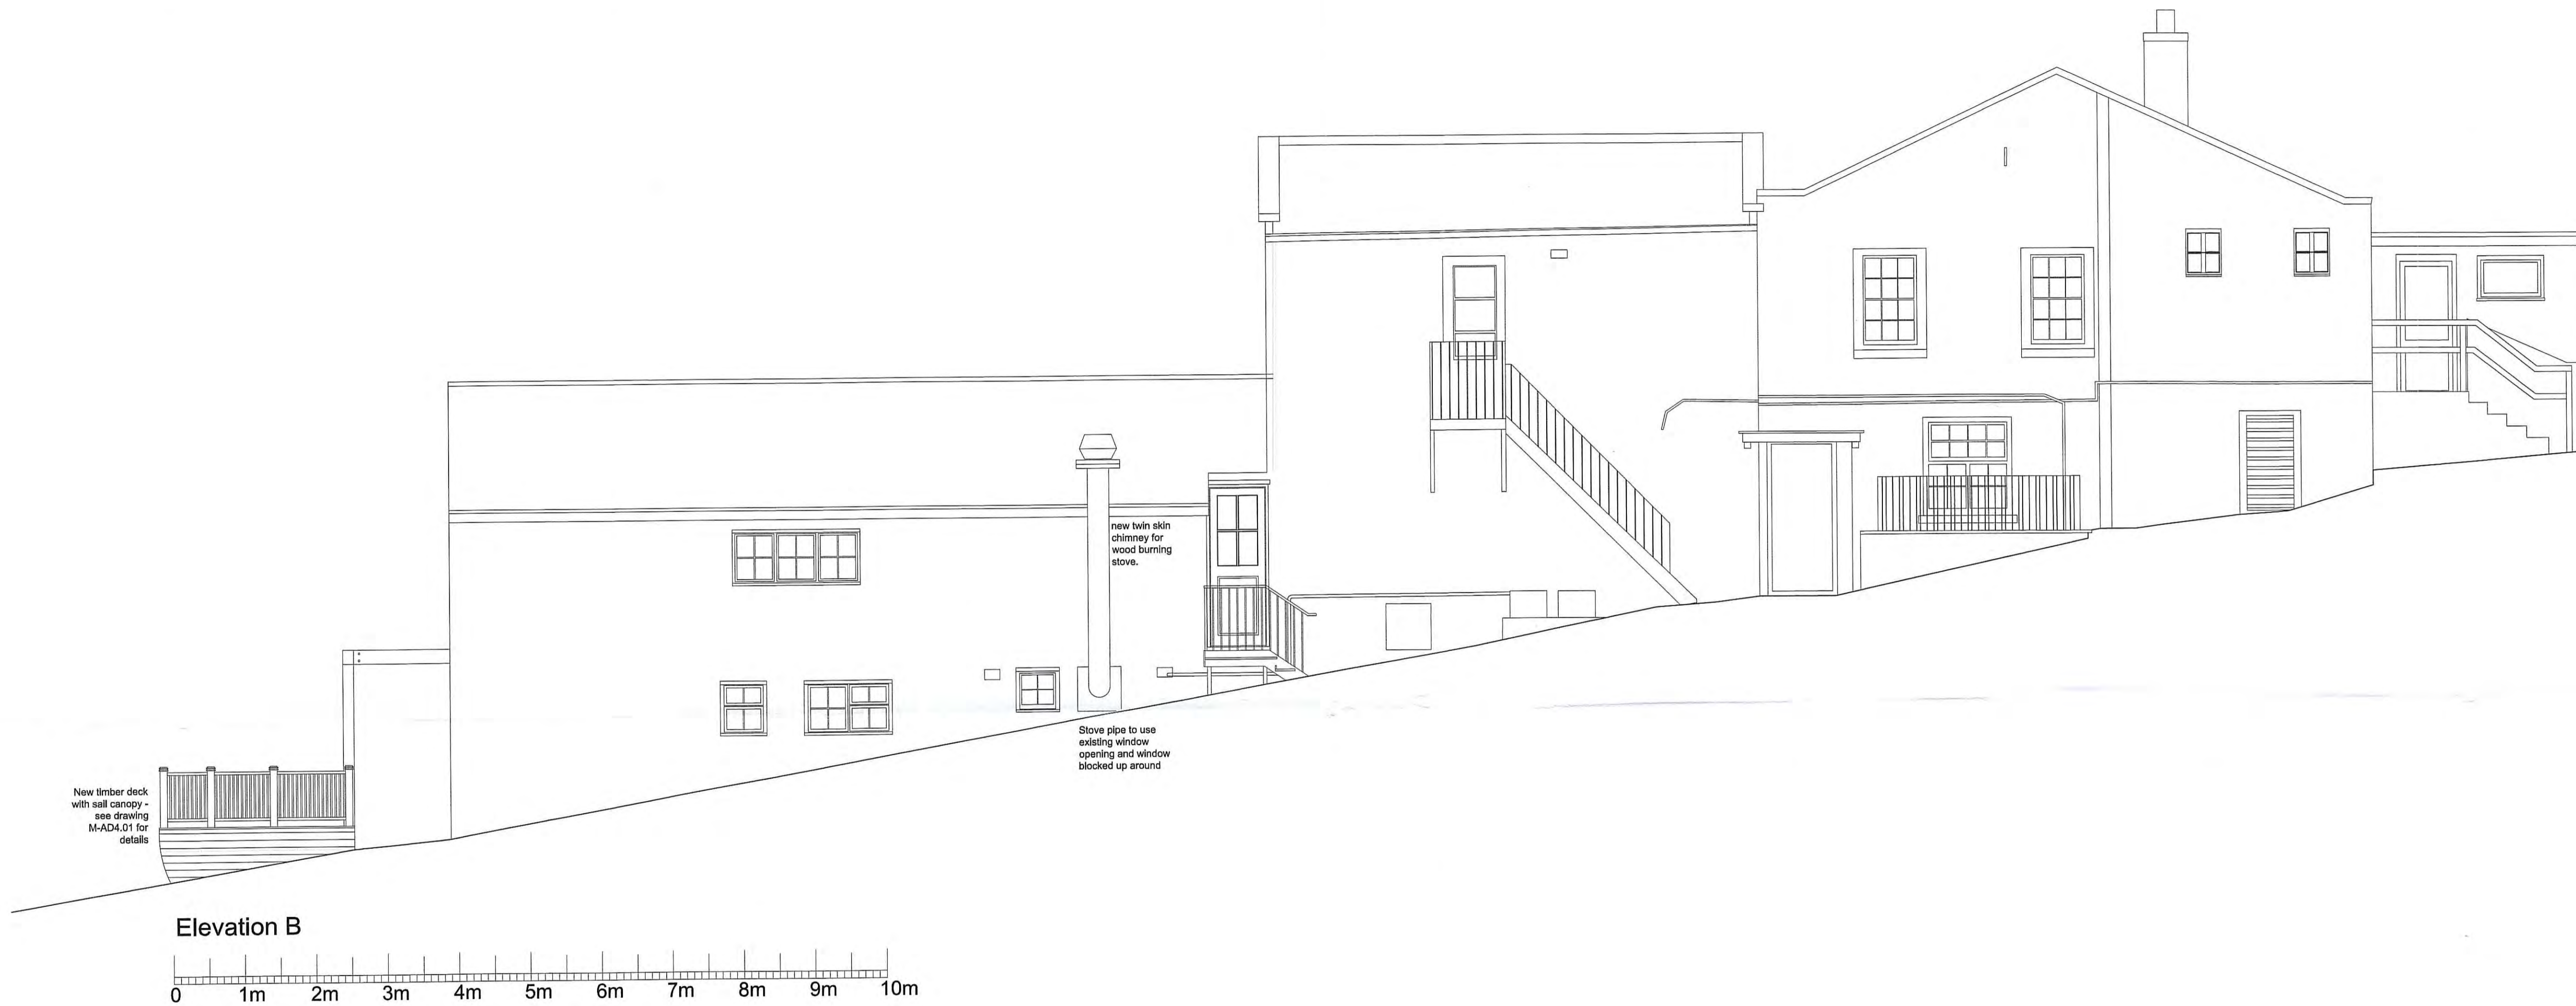 new twin skin
chimney for
wood burning
stove.
Stove pipe to use
existing window
opening and window
blocked up around
New timber deck
with sail canopy -
see drawing
M-AD4.01 for
details
Elevation B
0 1m 2m 3m 4m 5m 6m 7m 8m 9m 10m